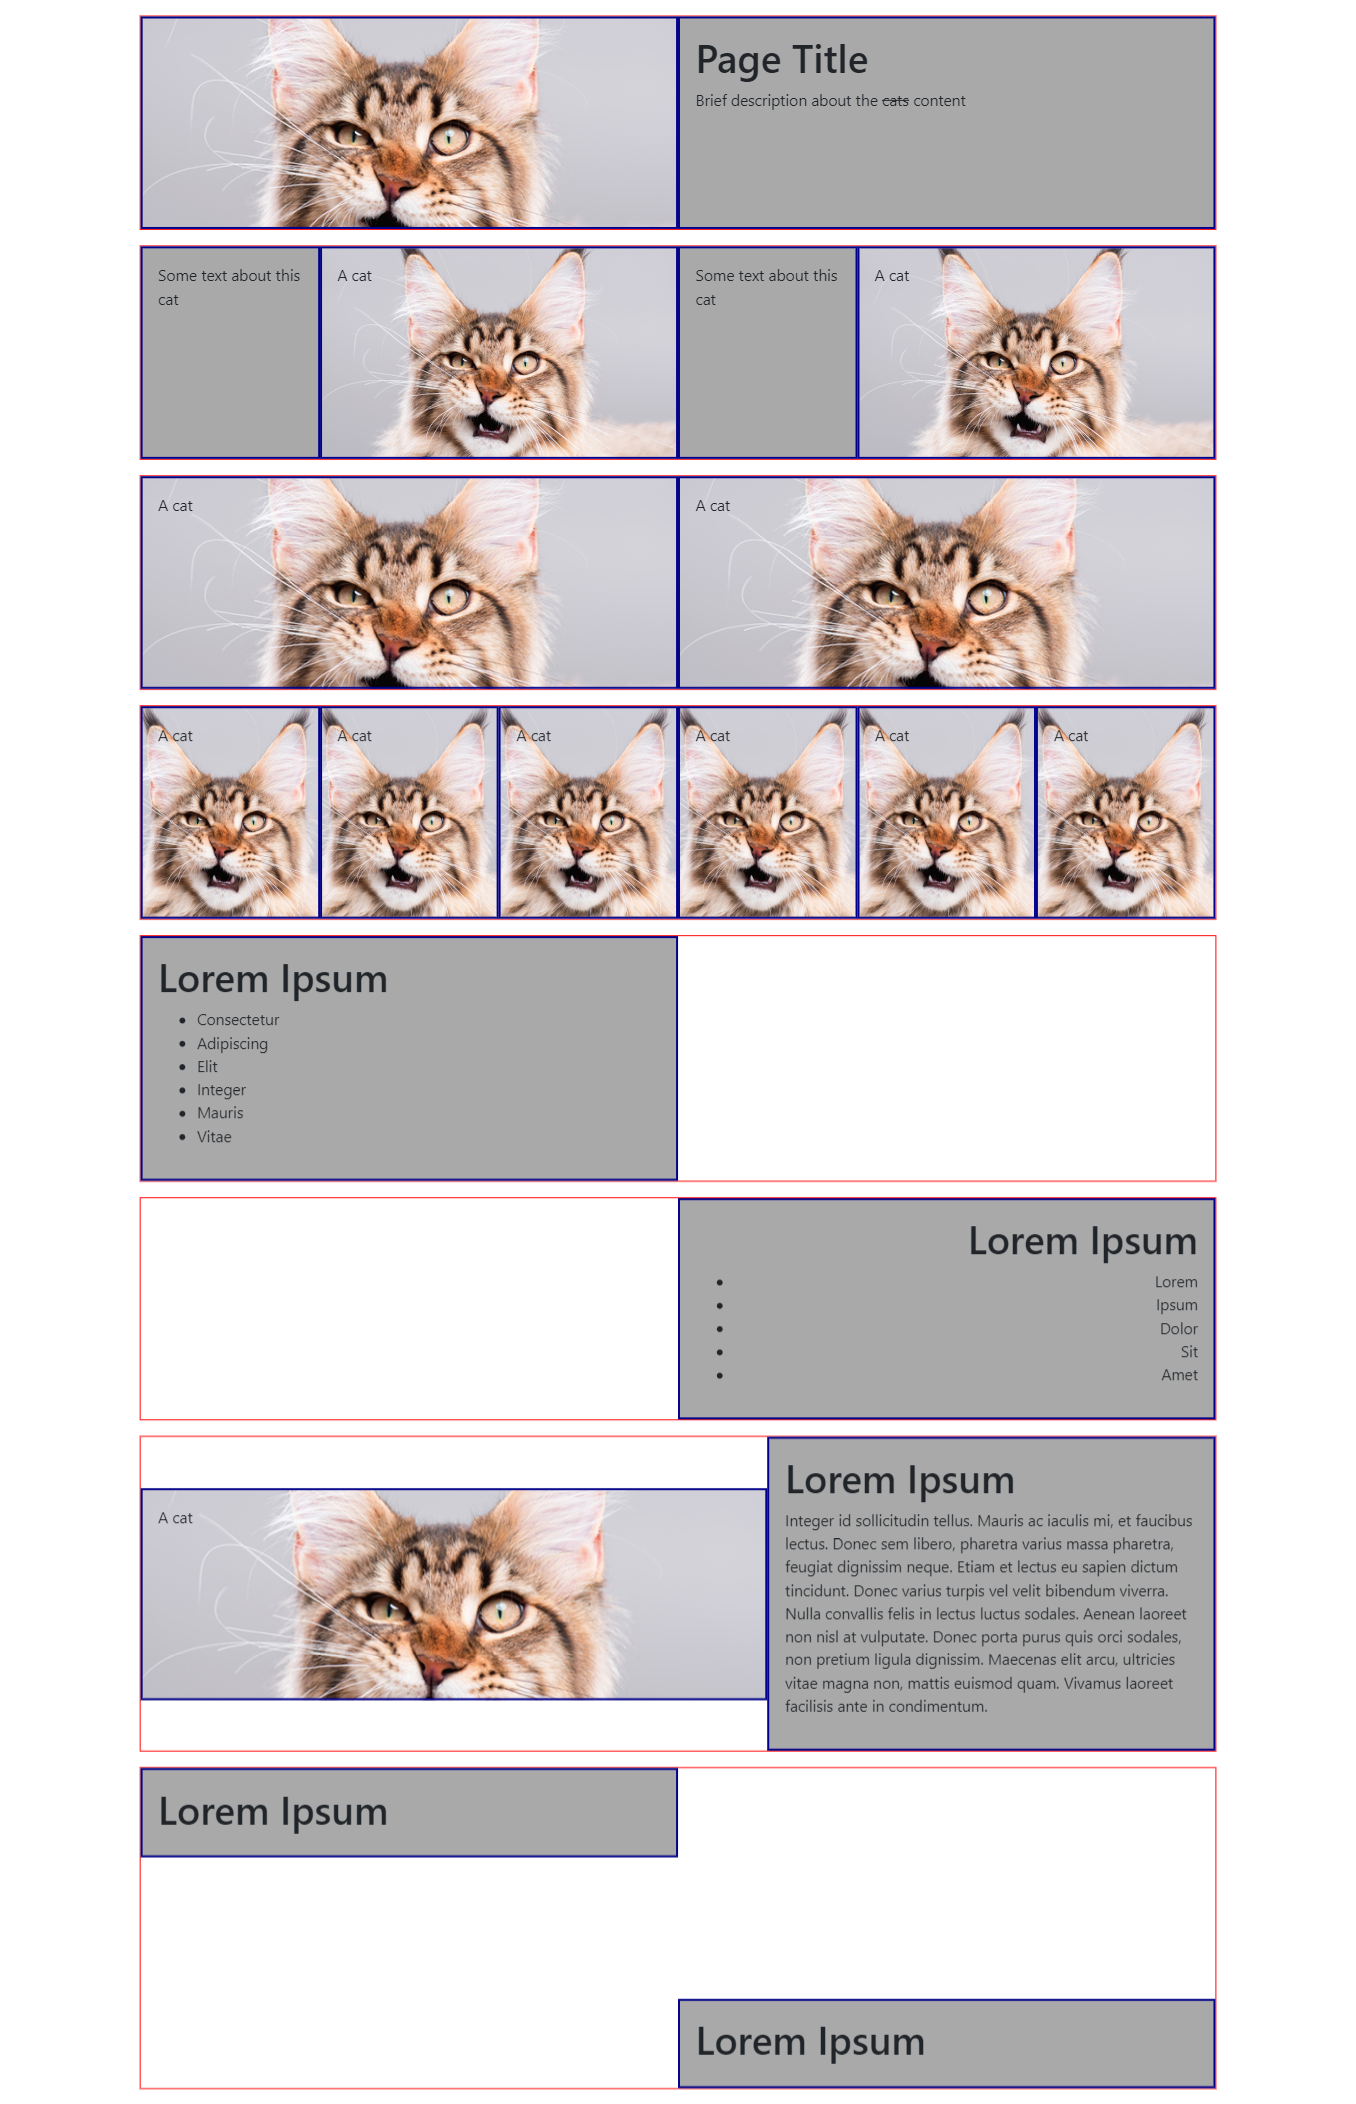 Page Title
Brief description about the cats content
Some text about this
cat
A cat
Some text about this
cat
A cat
A cat
A cat
A cat
A cat
A cat
A cat
A cat
A cat
Lorem Ipsum
• Consectetur
• Adipiscing
• Elit
• Integer
• Mauris
• Vitae
Lorem Ipsum
• Lorem
• Ipsum
• Dolor
• Sit
• Amet
A cat
Lorem Ipsum
Integer id sollicitudin tellus. Mauris ac iaculis mi, et faucibus
lectus. Donec sem libero, pharetra varius massa pharetra,
feugiat dignissim neque. Etiam et lectus eu sapien dictum
tincidunt. Donec varius turpis vel velit bibendum viverra.
Nulla convallis felis in lectus luctus sodales. Aenean laoreet
non nisl at vulputate. Donec porta purus quis orci sodales,
non pretium ligula dignissim. Maecenas elit arcu, ultricies
vitae magna non, mattis euismod quam. Vivamus laoreet
facilisis ante in condimentum.
Lorem Ipsum
Lorem Ipsum